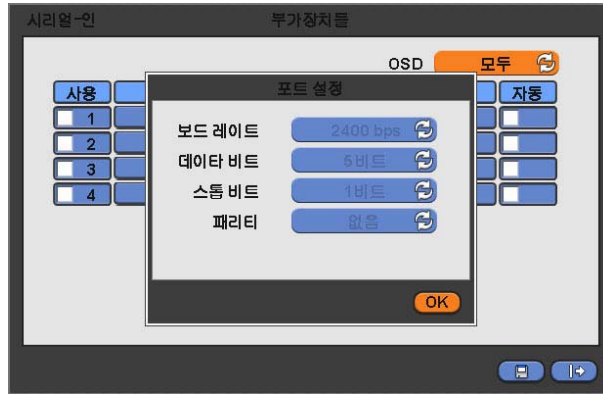 시리얼-인 부가장치들
OSD 모두
사용 자동
포트 설정
1
2
3
4
보드 레이트 2400 bps
데이타 비트 5비트
스톱 비트 1비트
패리티 없음
OK